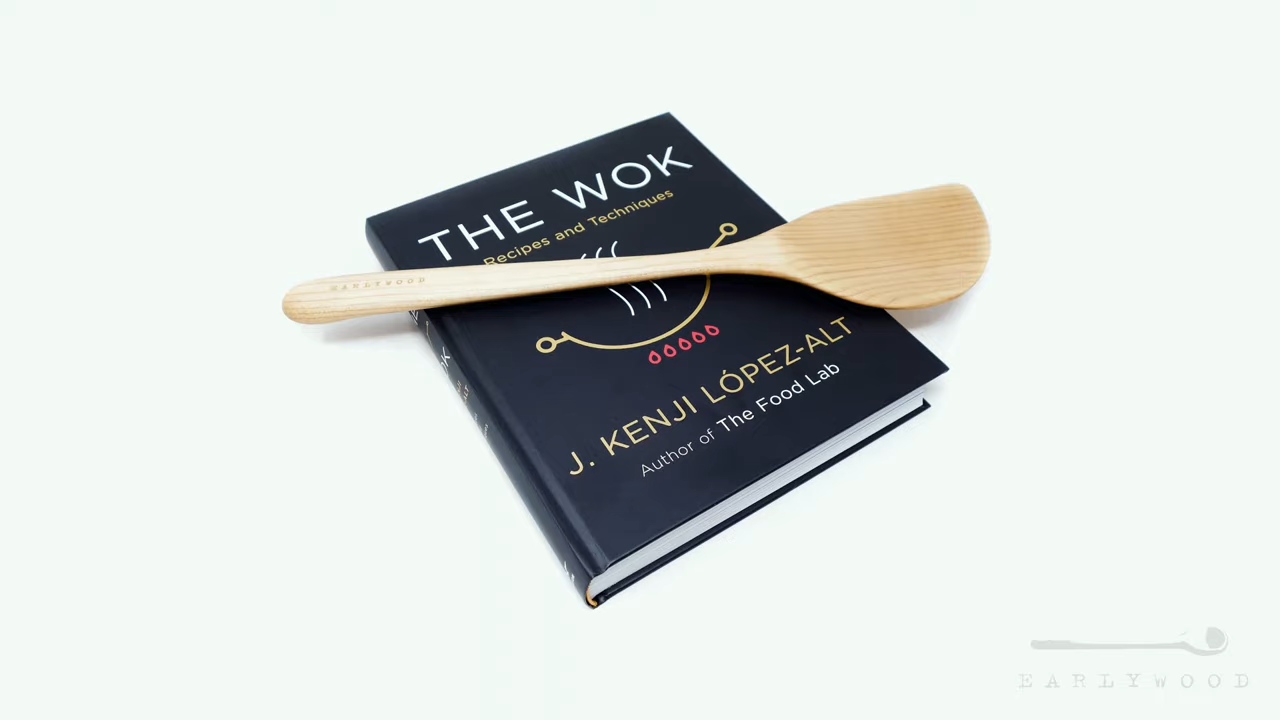 THE WOK
Recipes and Techniques
EARLYWOOD
J. KENJI LÓPEZ-ALT
Author of The Food Lab
EARLYWOOD